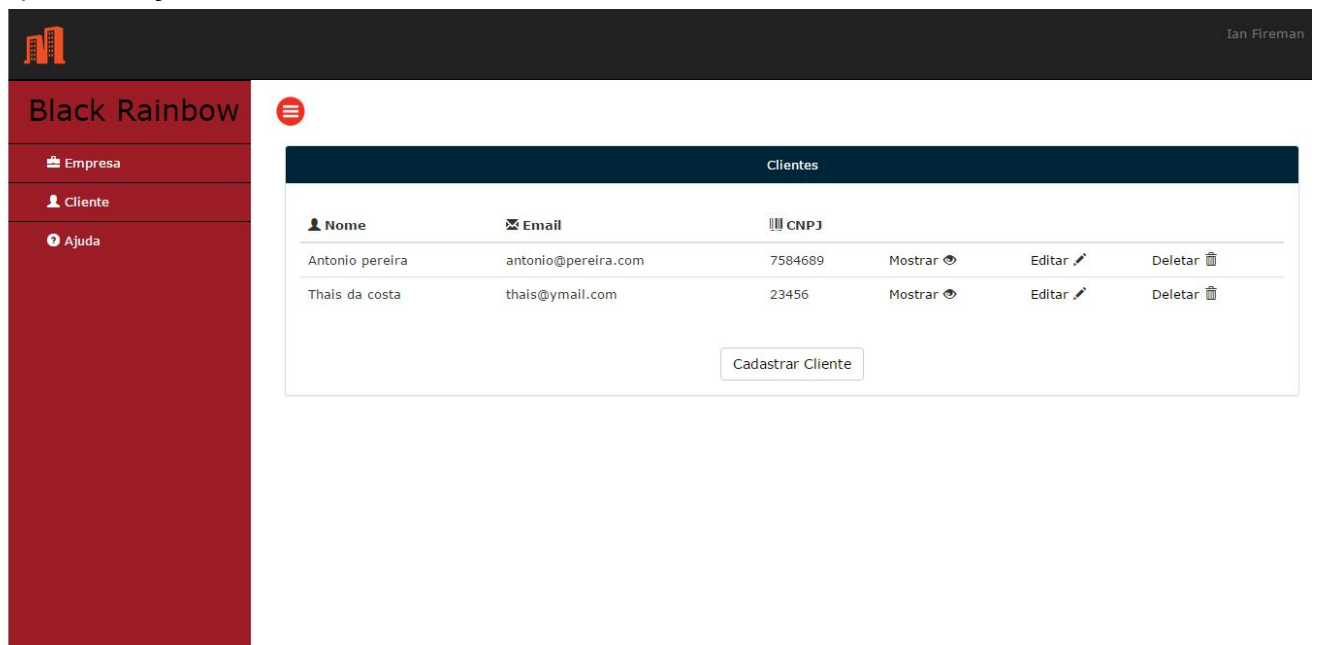 Ian Fireman
Black Rainbow
Empresa
Cliente
Ajuda
Clientes
Nome Email CNPJ
Antonio pereira antonio@pereira.com 7584689 Mostrar Editar Deletar
Thais da costa thais@ymail.com 23456 Mostrar Editar Deletar
Cadastrar Cliente